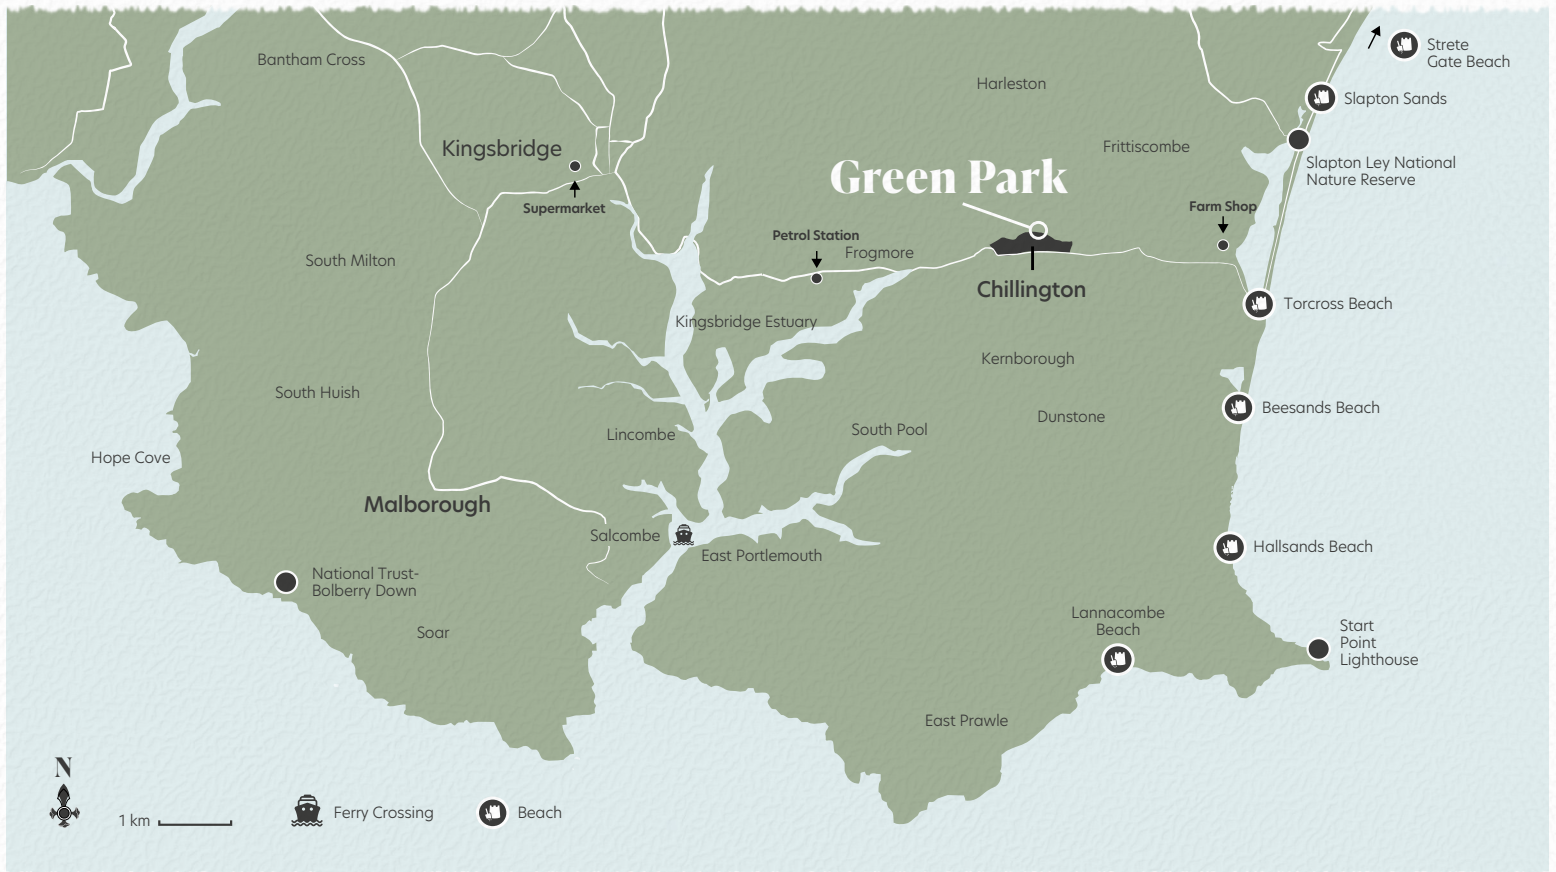 Strete
Gate Beach
Bantham Cross
Harleston
Slapton Sands
Kingsbridge
Frittiscombe
Slapton Ley National
Nature Reserve
Green Park
Supermarket
Farm Shop
Petrol Station
Frogmore
South Milton
Chillington
Torcross Beach
Kingsbridge Estuary
Kernborough
South Huish
Beesands Beach
Dunstone
South Pool
Lincombe
Hope Cove
Malborough
Salcombe
East Portlemouth
Hallsands Beach
National Trust-
Bolberry Down
Lannacombe
Beach
Soar
Start
Point
Lighthouse
East Prawle
N
1 km
Ferry Crossing
Beach